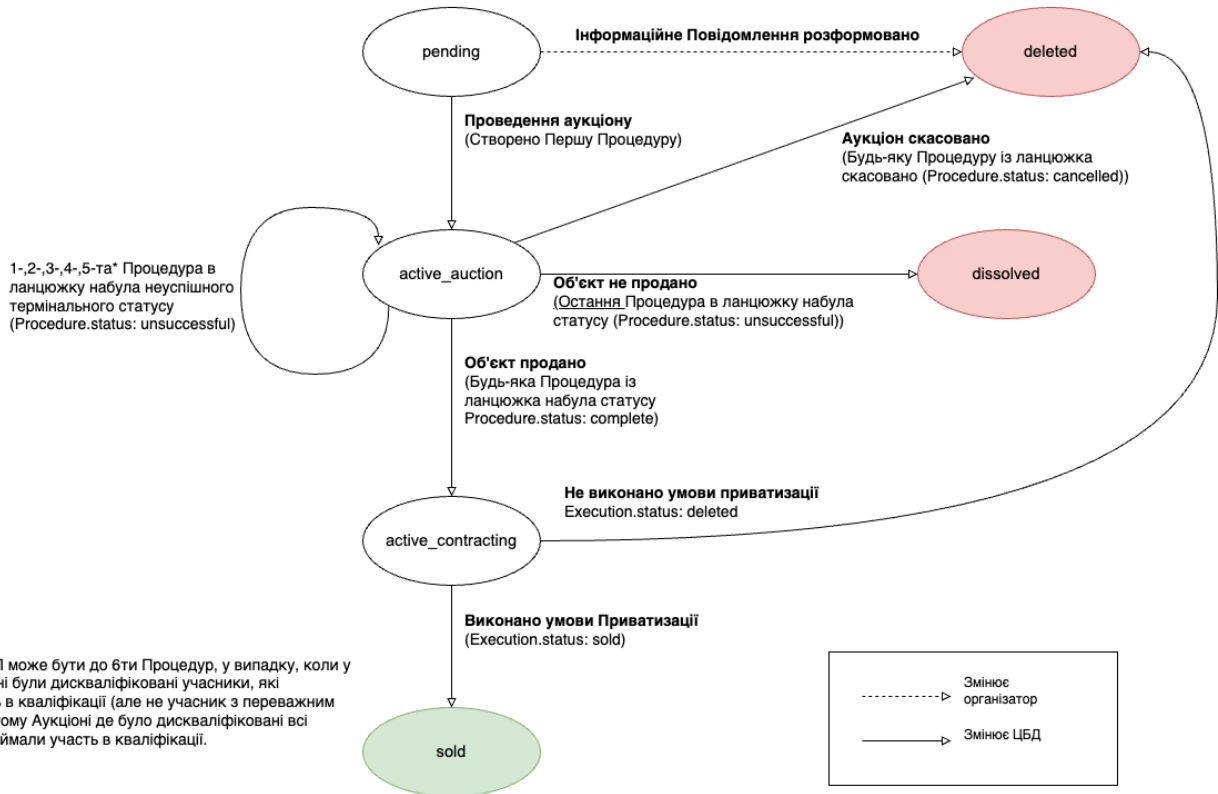 pending
Інформаційне Повідомлення розформовано
deleted
Проведення аукціону
(Створено Першу Процедуру)
Аукціон скасовано
(Будь-яку Процедуру із ланцюжка
скасовано (Procedure.status: cancelled))
1-,2-,3-,4-,5-та* Процедура в
ланцюжку набула неуспішного
термінального статусу
(Procedure.status: unsuccessful)
active_auction
dissolved
Об'єкт не продано
(Остання Процедура в ланцюжку набула
статусу (Procedure.status: unsuccessful))
Об'єкт продано
(Будь-яка Процедура із
ланцюжка набула статусу
Procedure.status: complete)
Не виконано умови приватизації
Execution.status: deleted
active_contracting
Виконано умови Приватизації
(Execution.status: sold)
може бути до 6ти Процедур, у випадку, коли у
ні були дискваліфіковані учасники, які
в кваліфікації (але не учасник з переважним
тому Аукціоні де було дискваліфіковані всі
ймали участь в кваліфікації.
sold
Змінює
організатор
Змінює ЦБД